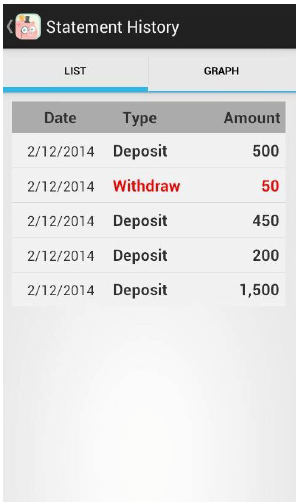 Statement History
LIST GRAPH
Date Type Amount
2/12/2014 Deposit 500
2/12/2014 Withdraw 50
2/12/2014 Deposit 450
2/12/2014 Deposit 200
2/12/2014 Deposit 1,500